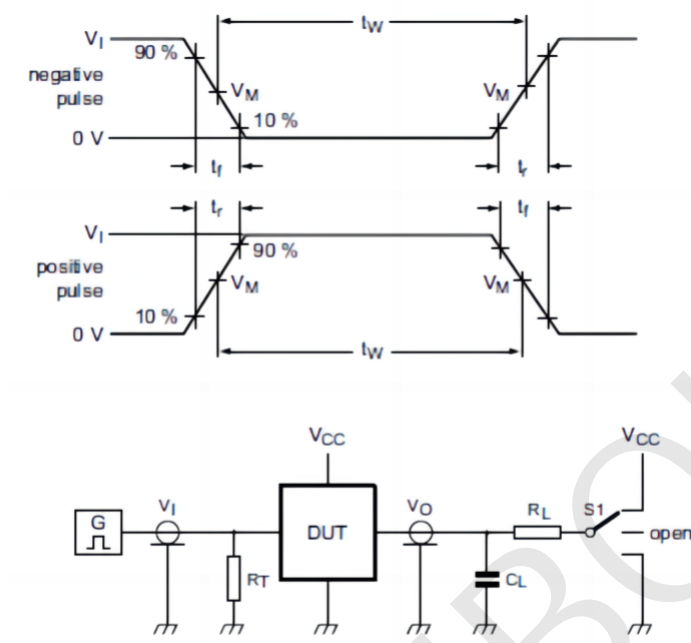 tW
VI
90 %
negative
pulse
VM
VM
10 %
0 V
tf
tr
tr
tf
VI
90 %
positive
pulse
VM
VM
10 %
0 V
tW
VCC
VCC
VI
VO
RL
S1
G
DUT
open
RT
CL